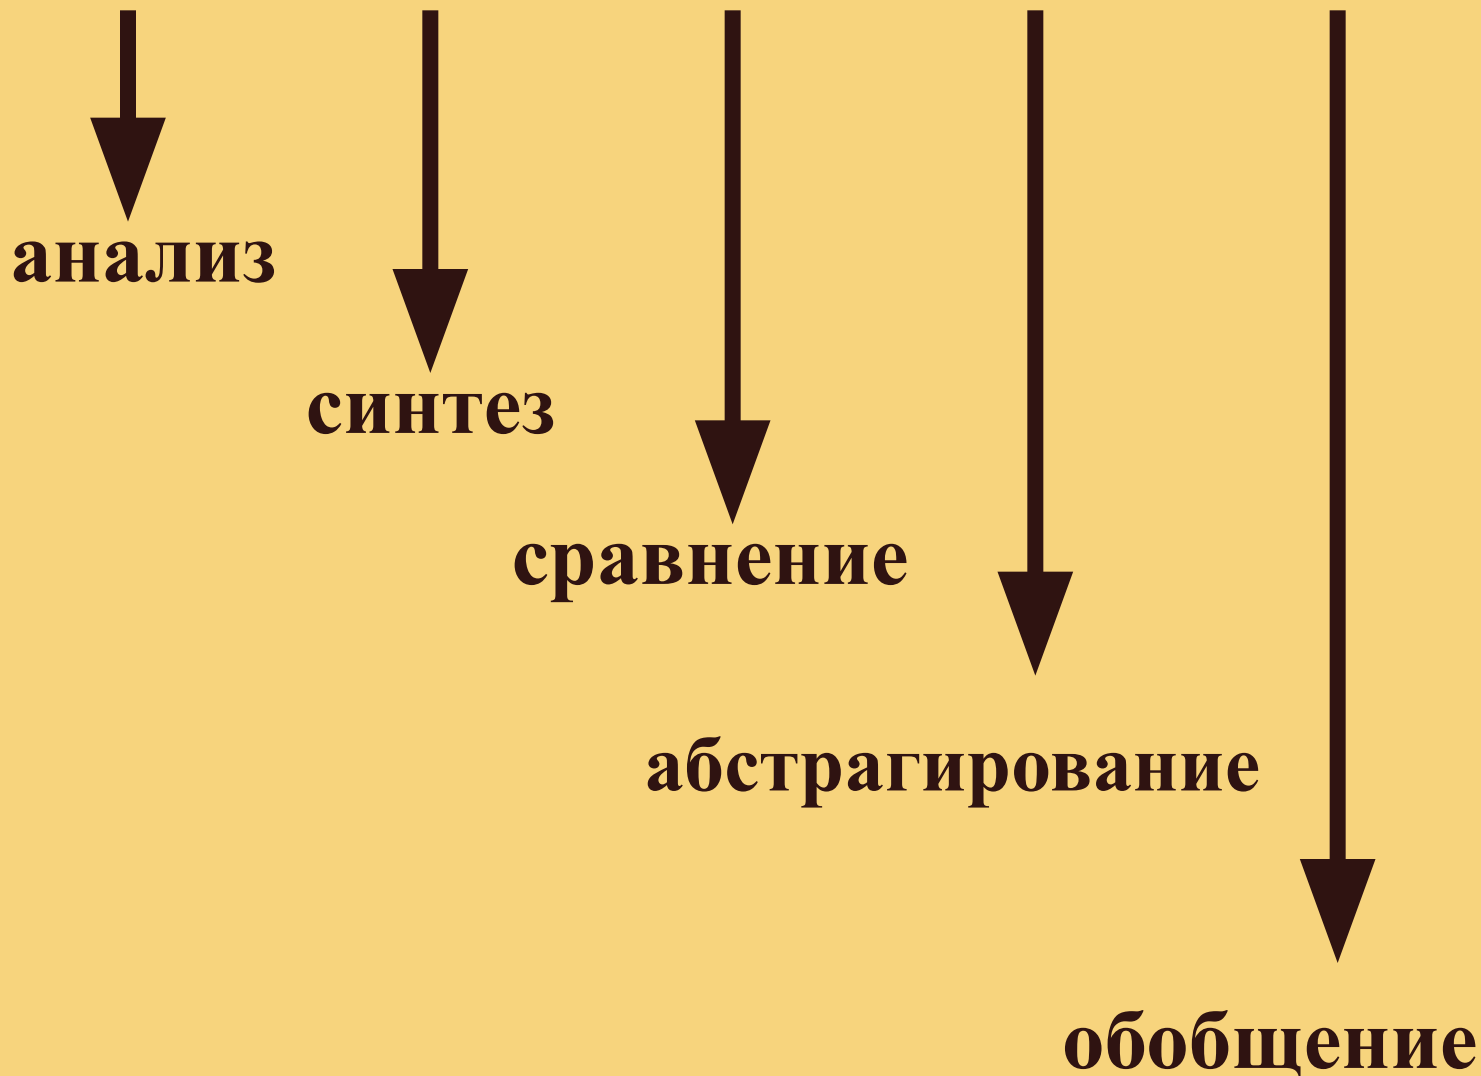 анализ
синтез
сравнение
абстрагирование
обобщение